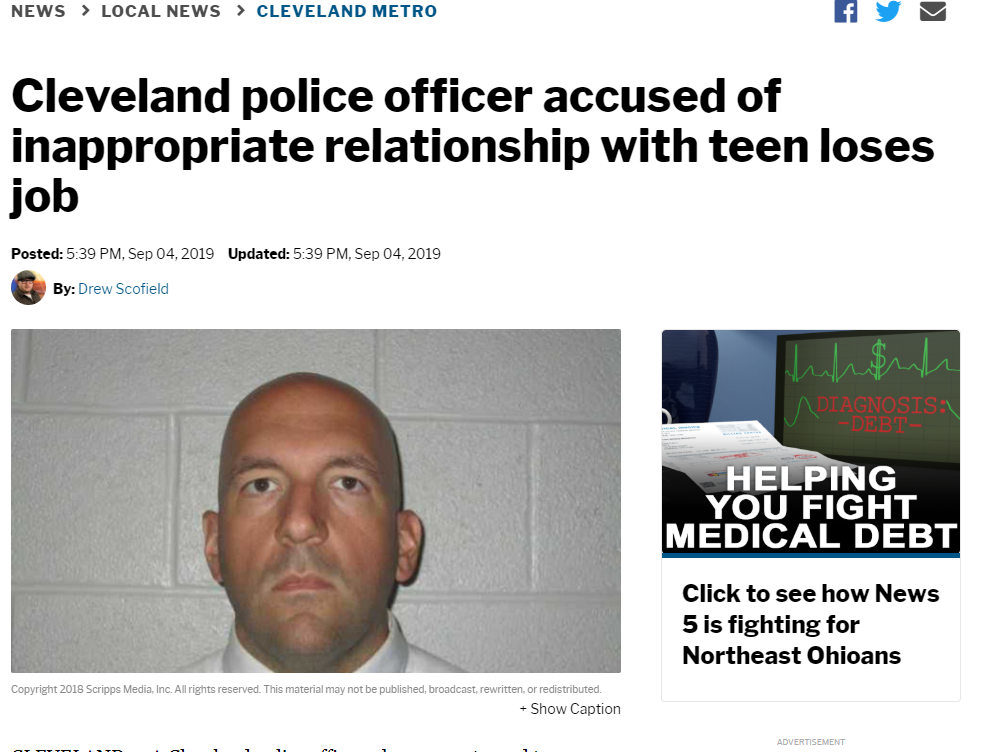 NEWS > LOCAL NEWS > CLEVELAND METRO
Cleveland police officer accused of
inappropriate relationship with teen loses
job
Posted: 5:39 PM, Sep 04, 2019 Updated: 5:39 PM, Sep 04, 2019
By: Drew Scofield
$
DIAGNOSIS:
-DEBT-
HELPING
YOU FIGHT
MEDICAL DEBT
Click to see how News
5 is fighting for
Northeast Ohioans
Copyright 2018 Scripps Media, Inc. All rights reserved. This material may not be published, broadcast, rewritten, or redistributed.
+ Show Caption
ADVERTISEMENT